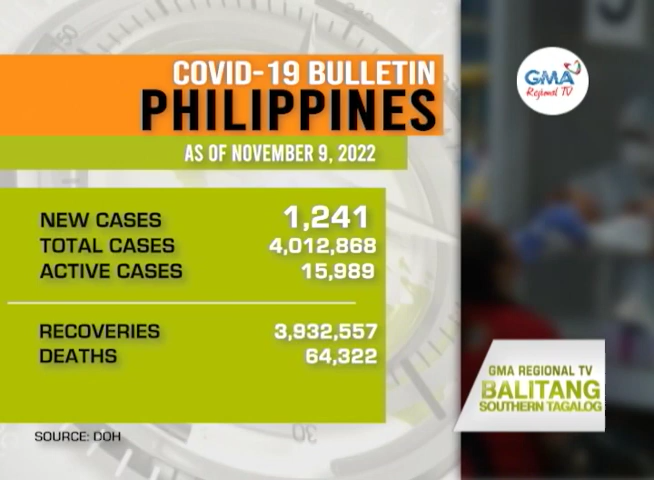 COVID-19 BULLETIN
PHILIPPINES
AS OF NOVEMBER 9, 2022
GMA
Regional TV
NEW CASES 1,241
TOTAL CASES 4,012,868
ACTIVE CASES 15,989
RECOVERIES 3,932,557
DEATHS 64,322
SOURCE: DOH
GMA REGIONAL TV
BALITANG
SOUTHERN TAGALOG
30